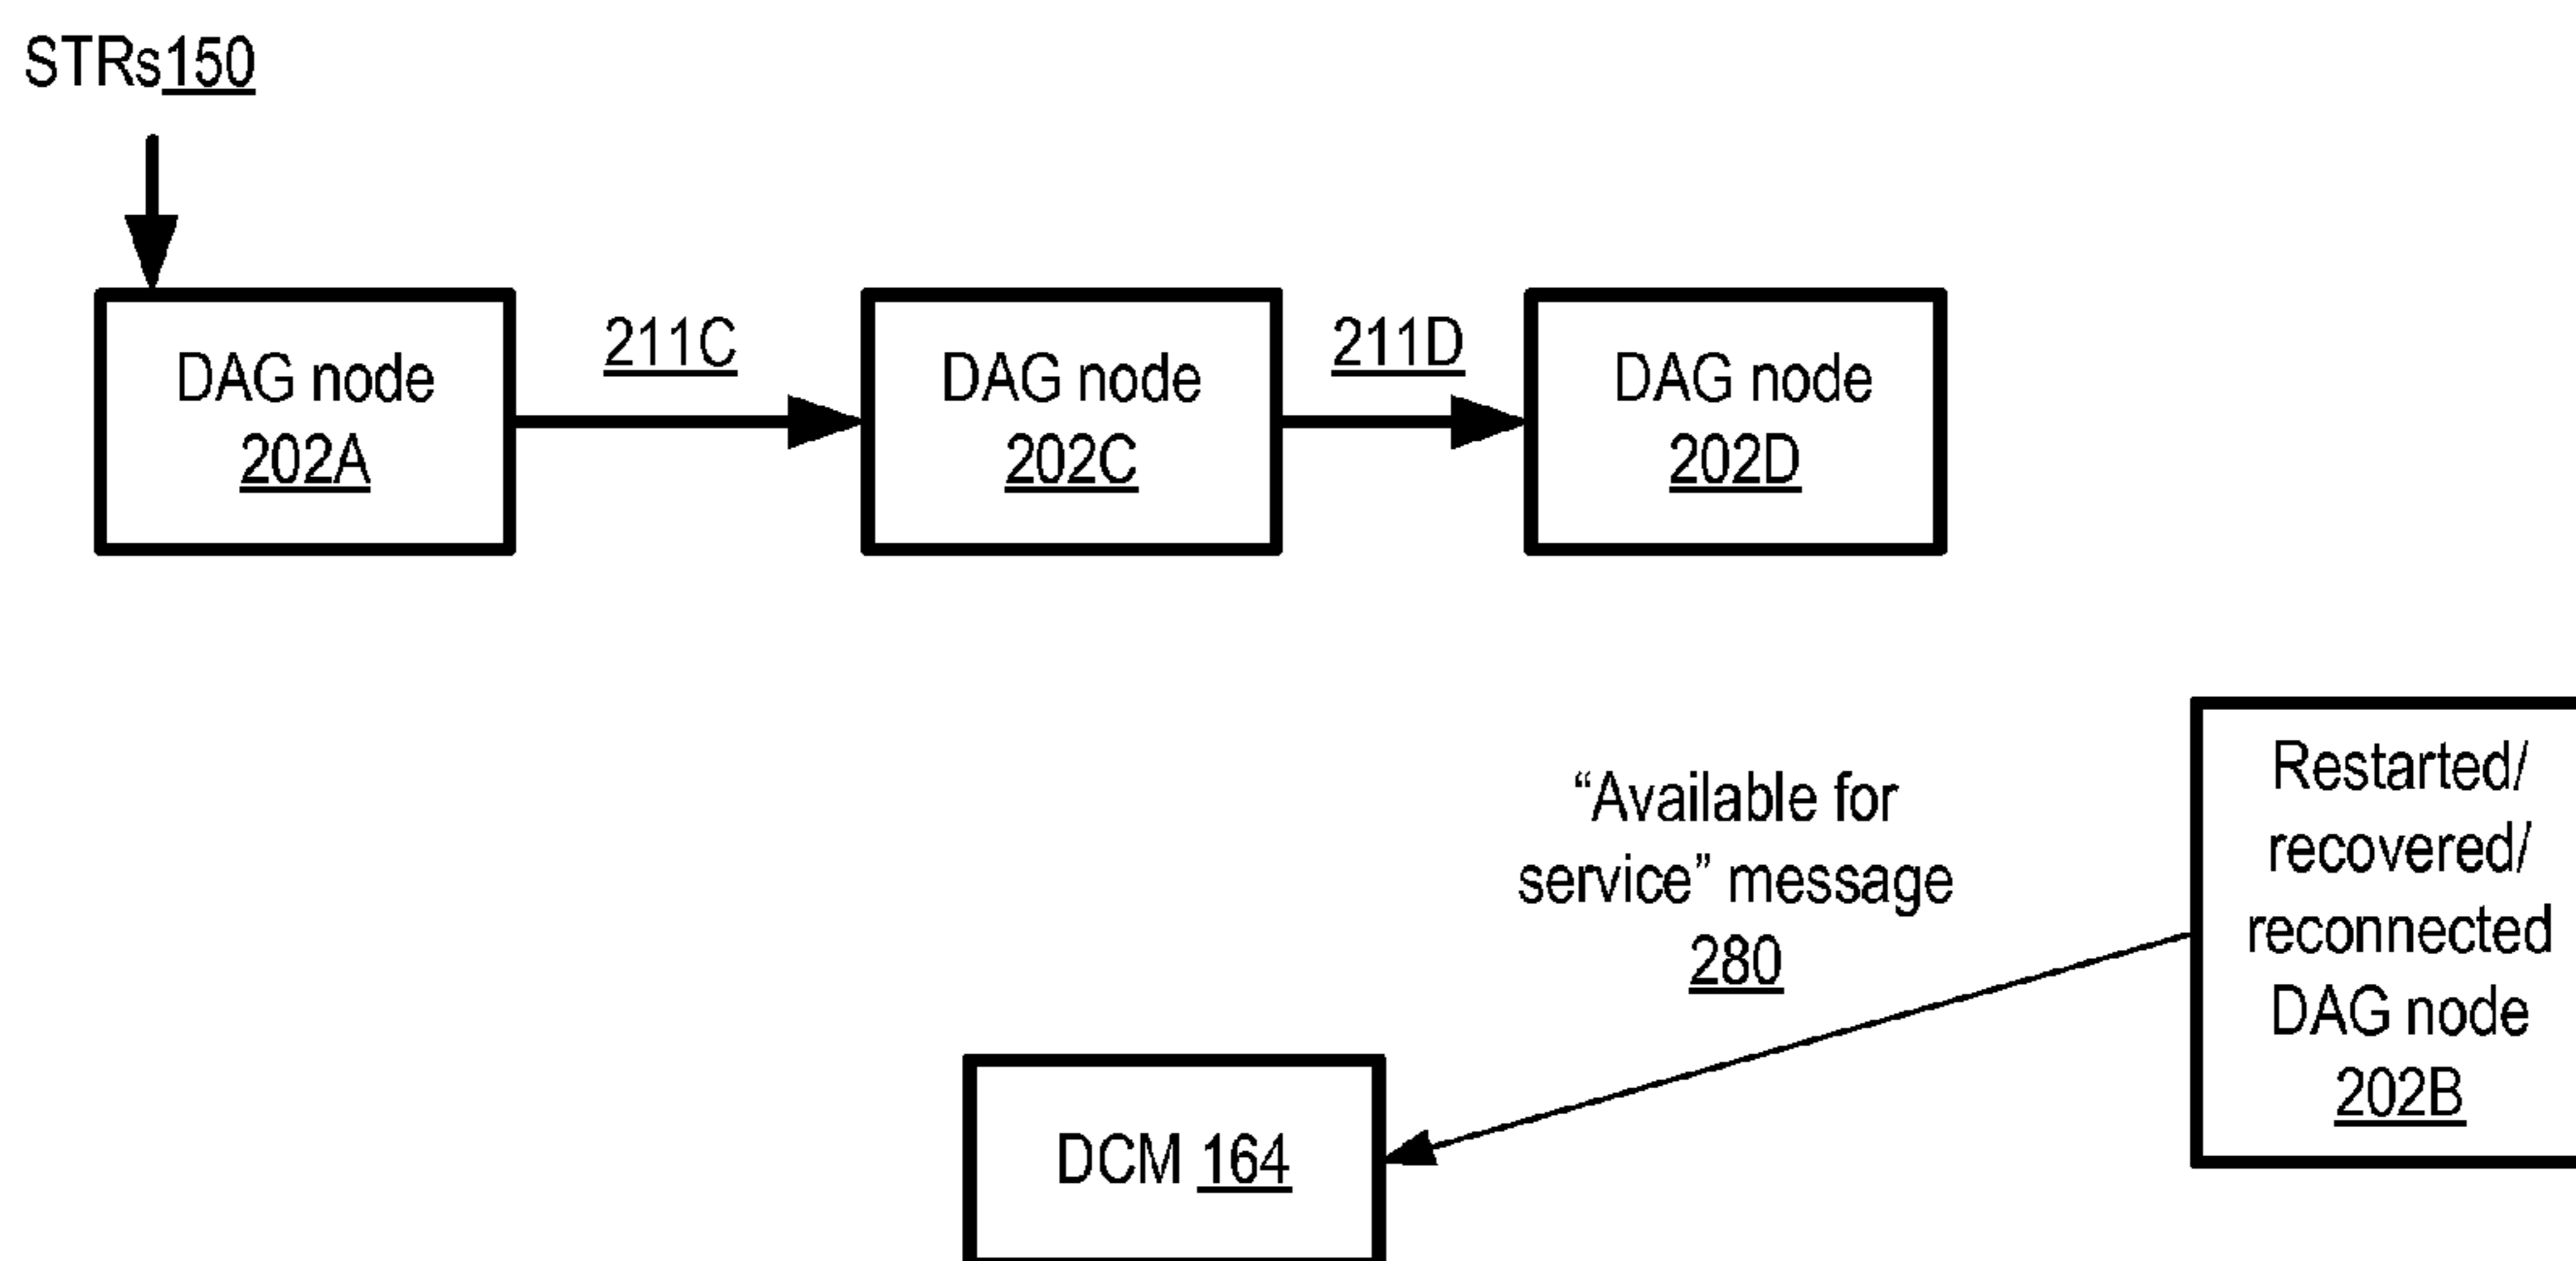 STRs150
DAG node
202A
211C
DAG node
202C
211D
DAG node
202D
“Available for
service” message
280
Restarted/
recovered/
reconnected
DAG node
202B
DCM 164